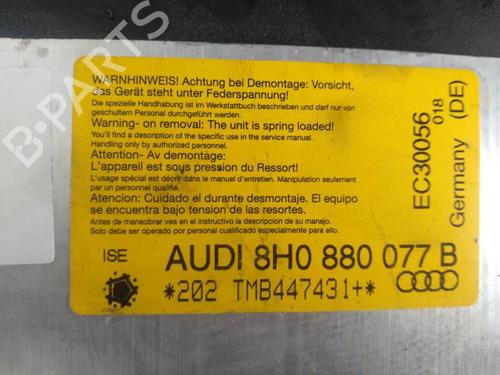 WARNHINWEIS! Achtung bei Demontage: Vorsicht,
das Gerät steht unter Federspannung!
Die spezielle Handhabung ist im Werkstattbuch beschrieben und darf nur von
geschultem Personal durchgeführt werden.
Warning- on removal: The unit is spring loaded!
You'll find a description of the specific use in the service manual.
Handling only by authorized personnel.
Attention- Av demontage:
L'appareil est sous pression du Ressort!
L'usage spécial est décrit dans le manuel d'entretien. Manipulation seulement
par un personnel qualifié.
Atencion: Cuidado el durante desmontaje. El equipo
se encuentra bajo tension de las resortes.
Antes de maneobrar vea en instrucción la descripcion de su manejo.
Solo debe ser operado por personal cualificado especialmente para ello.
EC30056
018
Germany (DE)
ISE
AUDI 8H0 880 077 B
*202 TMB447431+*
B-PARTS